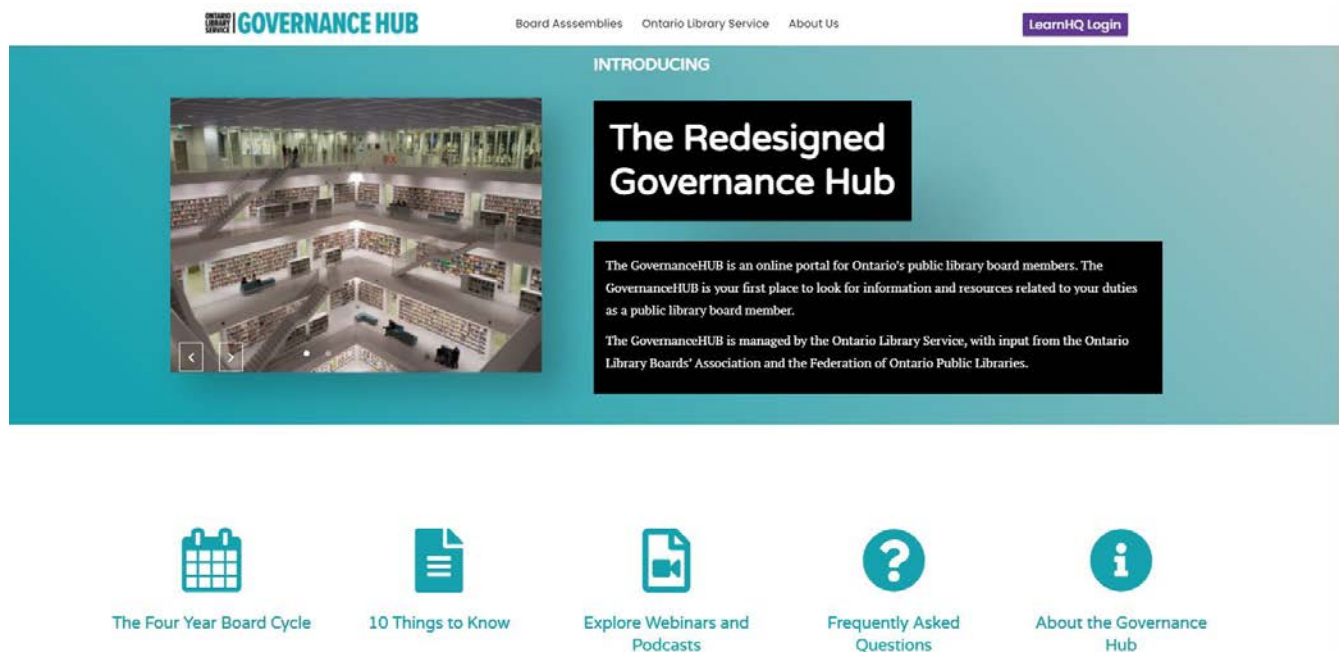 ONTARIO
LIBRARY
SERVICE
GOVERNANCE HUB
Board Asssemblies Ontario Library Service About Us
LearnHQ Login
INTRODUCING
The Redesigned
Governance Hub
The GovernanceHUB is an online portal for Ontario's public library board members. The
GovernanceHUB is your first place to look for information and resources related to your duties
as a public library board member.
The GovernanceHUB is managed by the Ontario Library Service, with input from the Ontario
Library Boards' Association and the Federation of Ontario Public Libraries.
The Four Year Board Cycle
10 Things to Know
Explore Webinars and
Podcasts
Frequently Asked
Questions
About the Governance
Hub